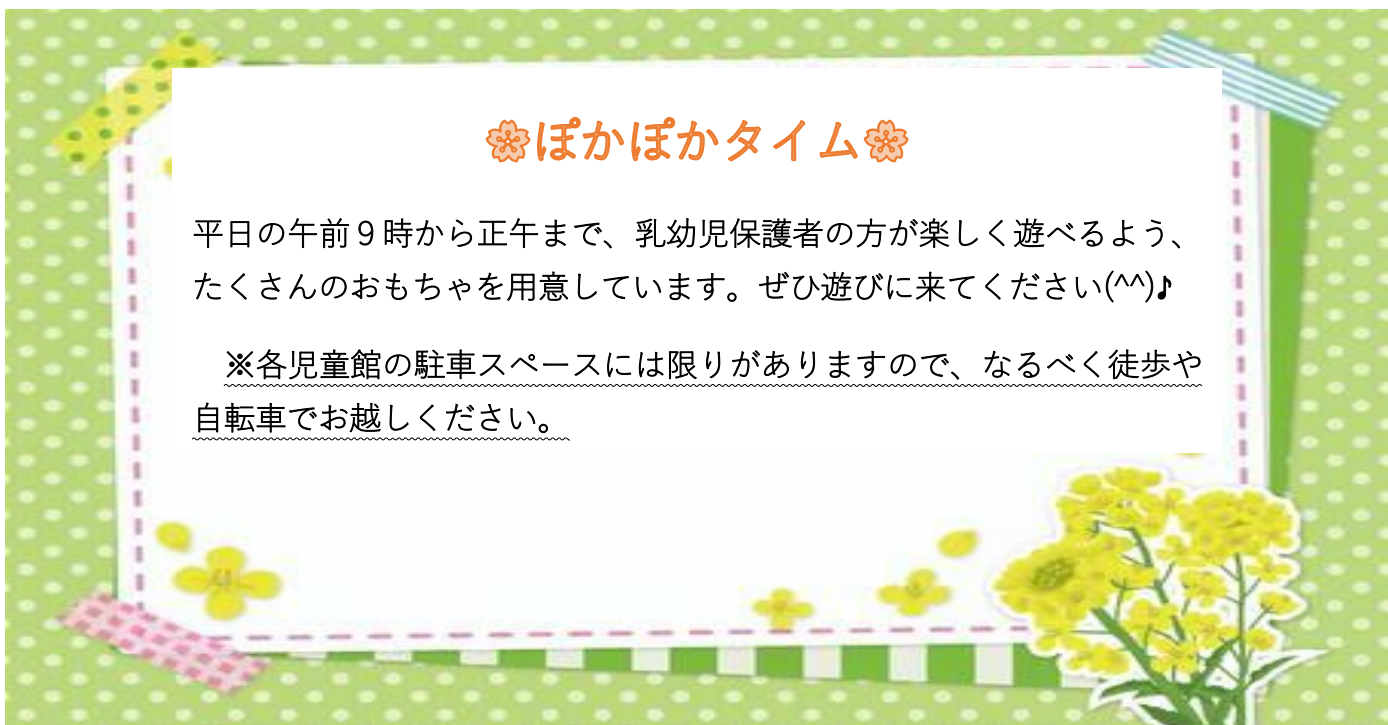 🌸ぽかぽかタイム🌸
平日の午前９時から正午まで、乳幼児保護者の方が楽しく遊べるよう、
たくさんのおもちゃを用意しています。ぜひ遊びに来てください(^^)♪
※各児童館の駐車スペースには限りがありますので、なるべく徒歩や
自転車でお越しください。